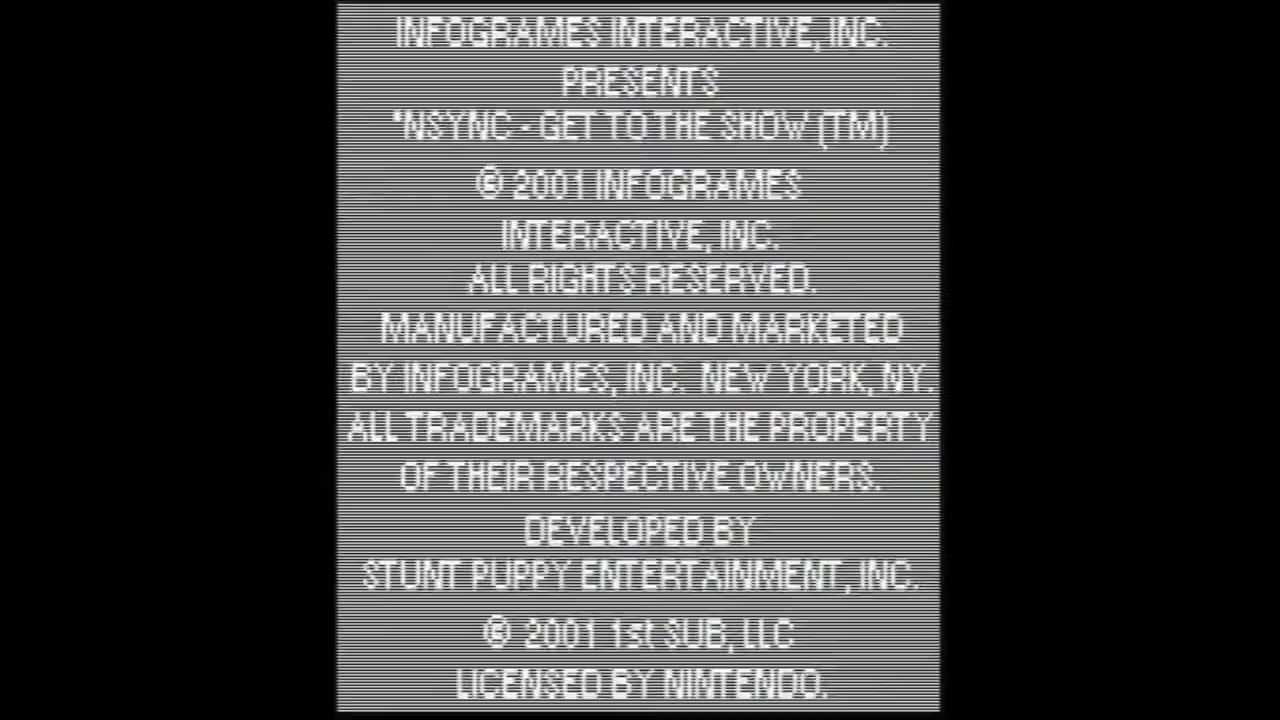 INFOGRAMES INTERACTIVE, INC.
PRESENTS
*NSYNC - GET TO THE SHOW (TM)
© 2001 INFOGRAMES
INTERACTIVE, INC.
ALL RIGHTS RESERVED.
MANUFACTURED AND MARKETED
BY INFOGRAMES, INC. NEW YORK, NY.
ALL TRADEMARKS ARE THE PROPERTY
OF THEIR RESPECTIVE OWNERS.
DEVELOPED BY
STUNT PUPPY ENTERTAINMENT, INC.
© 2001 1st SUB, LLC
LICENSED BY NINTENDO.